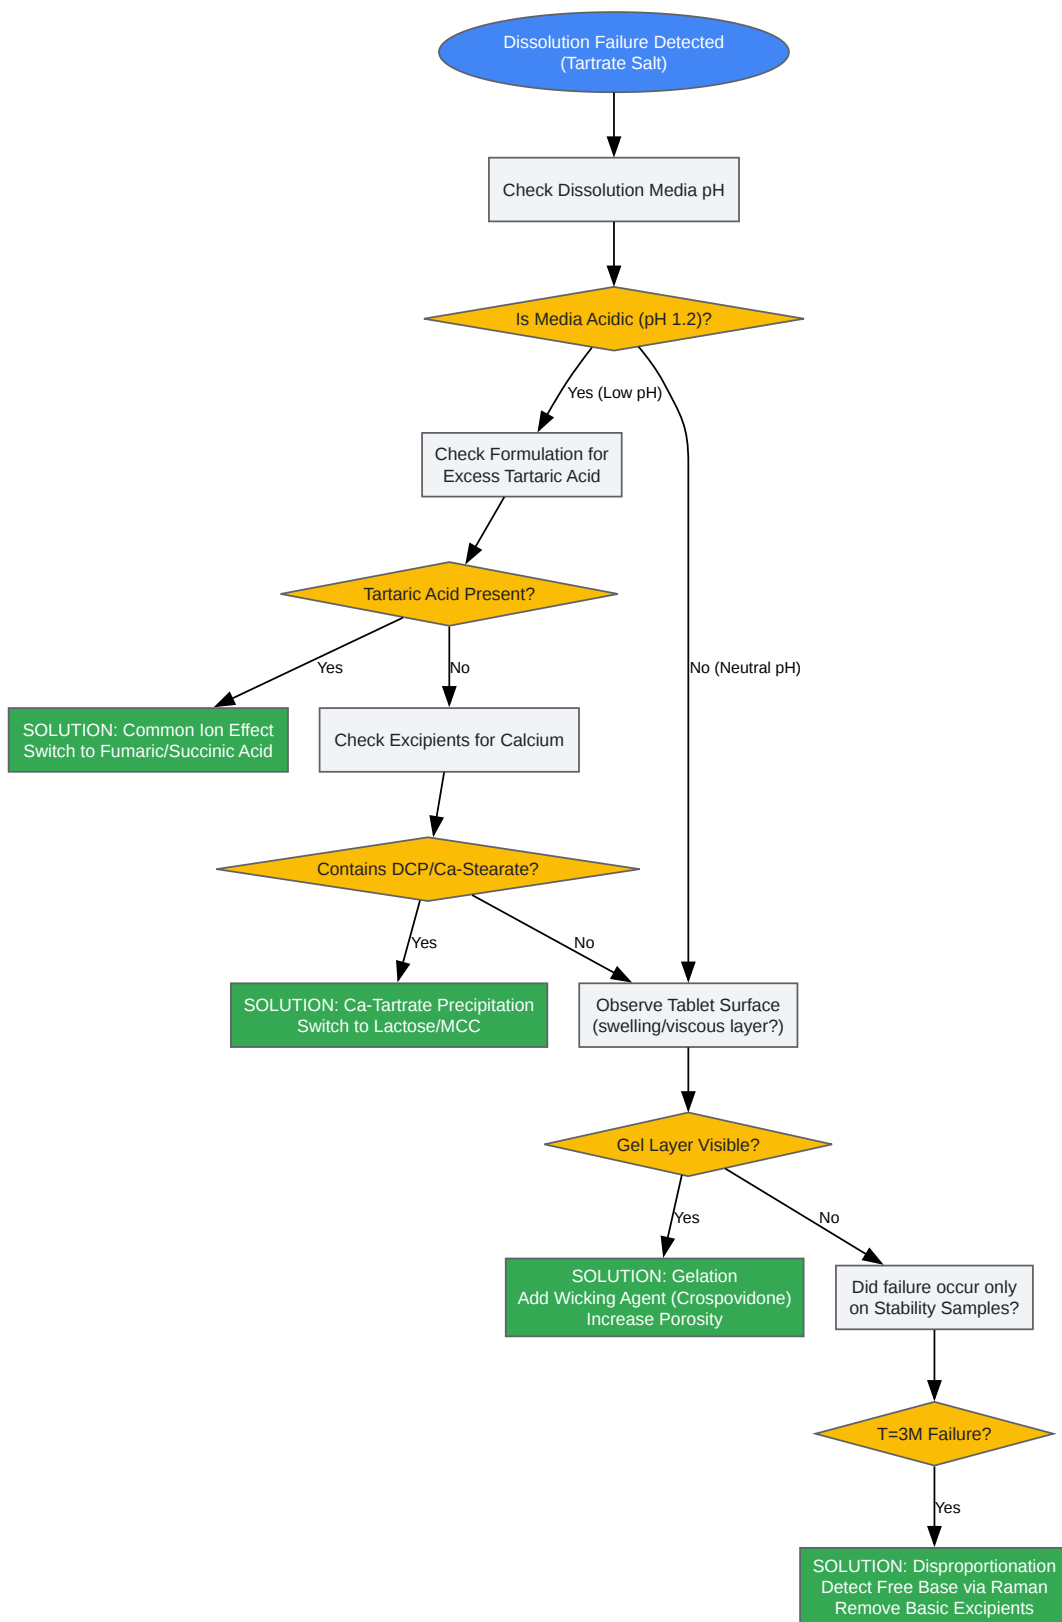 Dissolution Failure Detected
(Tartrate Salt)
Check Dissolution Media pH
Is Media Acidic (pH 1.2)?
Yes (Low pH)
Check Formulation for
Excess Tartaric Acid
Tartaric Acid Present?
Yes
No
No (Neutral pH)
SOLUTION: Common Ion Effect
Switch to Fumaric/Succinic Acid
Check Excipients for Calcium
Contains DCP/Ca-Stearate?
Yes
No
SOLUTION: Ca-Tartrate Precipitation
Switch to Lactose/MCC
Observe Tablet Surface
(swelling/viscous layer?)
Gel Layer Visible?
Yes
No
SOLUTION: Gelation
Add Wicking Agent (Crospovidone)
Increase Porosity
Did failure occur only
on Stability Samples?
T=3M Failure?
Yes
SOLUTION: Disproportionation
Detect Free Base via Raman
Remove Basic Excipients